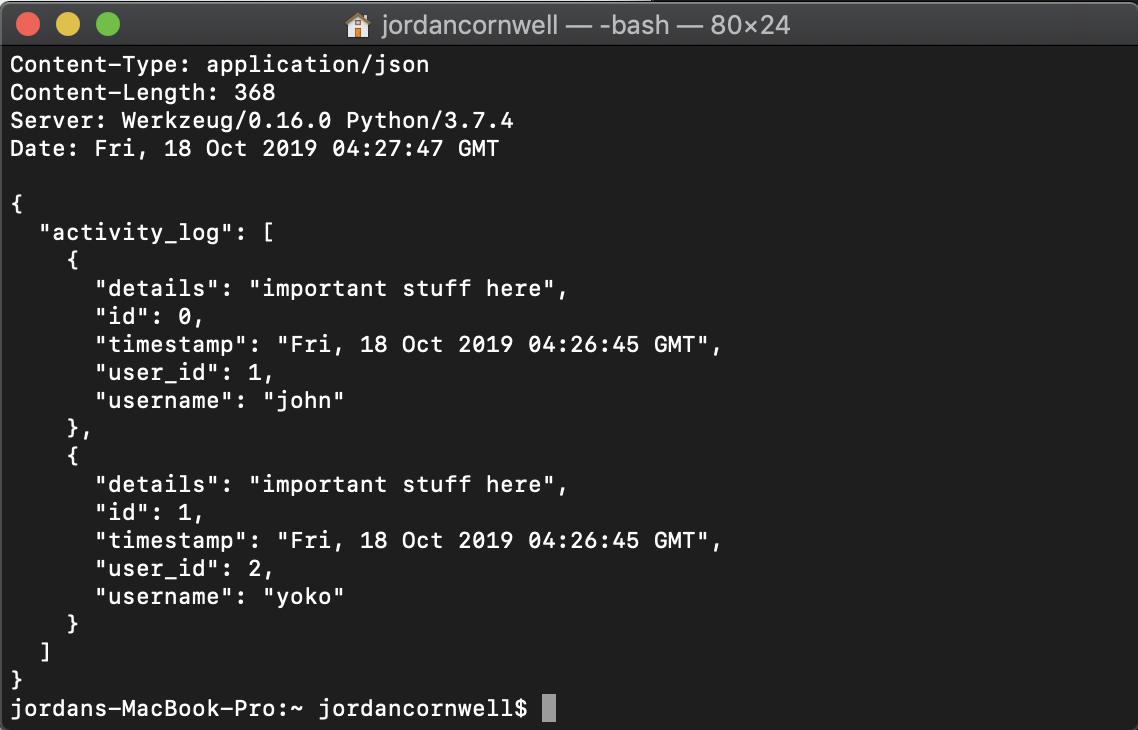 jordancornwell — -bash — 80×24
Content-Type: application/json
Content-Length: 368
Server: Werkzeug/0.16.0 Python/3.7.4
Date: Fri, 18 Oct 2019 04:27:47 GMT

{
  "activity_log": [
    {
      "details": "important stuff here",
      "id": 0,
      "timestamp": "Fri, 18 Oct 2019 04:26:45 GMT",
      "user_id": 1,
      "username": "john"
    },
    {
      "details": "important stuff here",
      "id": 1,
      "timestamp": "Fri, 18 Oct 2019 04:26:45 GMT",
      "user_id": 2,
      "username": "yoko"
    }
  ]
}
jordans-MacBook-Pro:~ jordancornwell$